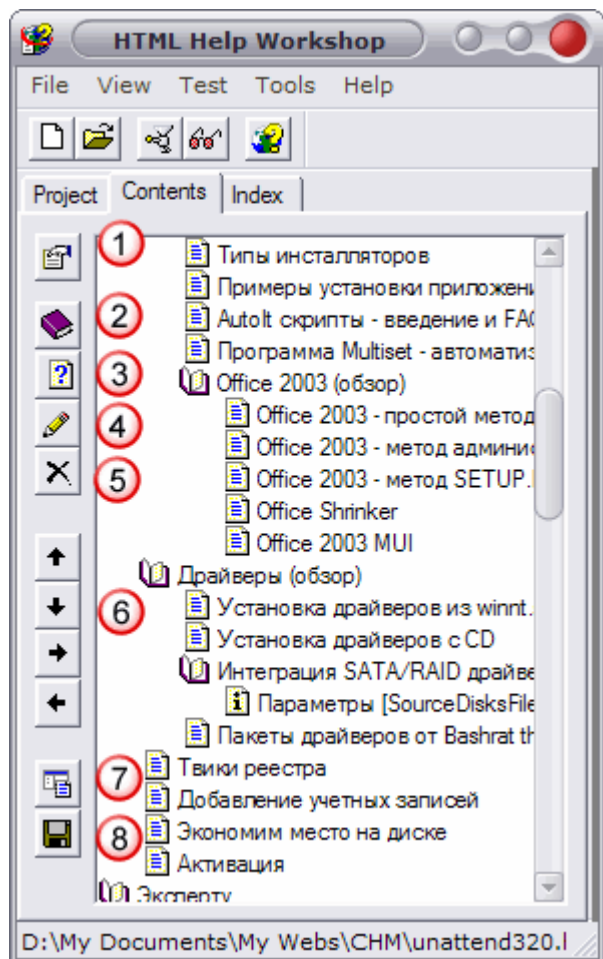 HTML Help Workshop
File View Test Tools Help
Project Contents Index
1 Типы инсталляторов
Примеры установки приложени
2 AutoIt скрипты - введение и FAQ
Программа Multiset - автоматиз
3 Office 2003 (обзор)
4 Office 2003 - простой метод
Office 2003 - метод админис
5 Office 2003 - метод SETUP.
Office Shrinker
Office 2003 MUI
Драйверы (обзор)
6 Установка драйверов из winnt.
Установка драйверов с CD
Интеграция SATA/RAID драйве
Параметры [SourceDisksFile
Пакеты драйверов от Bashrat th
7 Твики реестра
Добавление учетных записей
8 Экономим место на диске
Активация
Эксперту
D:\My Documents\My Webs\CHM\unattend320.